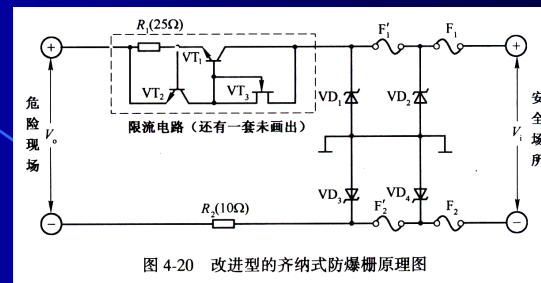 R₁(25Ω)
VT₁
VT₂
VT₃
限流电路（还有一套未画出）
F₁′
F₁
危险现场
Vₒ
VD₁
VD₂
Vᵢ
安全场所
R₂(10Ω)
VD₃
VD₄
F₂′
F₂
图 4-20 改进型的齐纳式防爆栅原理图